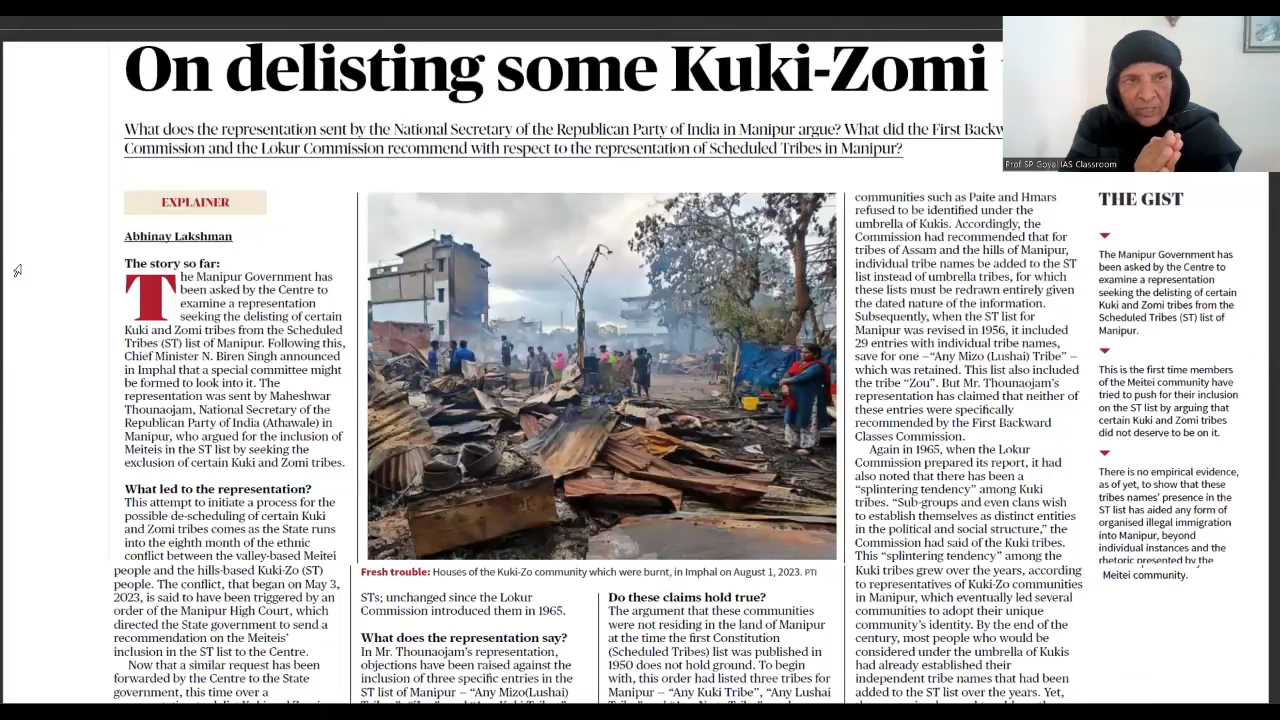 On delisting some Kuki-Zomi
What does the representation sent by the National Secretary of the Republican Party of India in Manipur argue? What did the First Backw
Commission and the Lokur Commission recommend with respect to the representation of Scheduled Tribes in Manipur?
Prof SP Goyal IAS Classroom
EXPLAINER
Abhinay Lakshman
The story so far:
The Manipur Government has
been asked by the Centre to
examine a representation
seeking the delisting of certain
Kuki and Zomi tribes from the Scheduled
Tribes (ST) list of Manipur. Following this,
Chief Minister N. Biren Singh announced
in Imphal that a special committee might
be formed to look into it. The
representation was sent by Maheshwar
Thounaojam, National Secretary of the
Republican Party of India (Athawale) in
Manipur, who argued for the inclusion of
Meiteis in the ST list by seeking the
exclusion of certain Kuki and Zomi tribes.
What led to the representation?
This attempt to initiate a process for the
possible de-scheduling of certain Kuki
and Zomi tribes comes as the State runs
into the eighth month of the ethnic
conflict between the valley-based Meitei
people and the hills-based Kuki-Zo (ST)
people. The conflict, that began on May 3,
2023, is said to have been triggered by an
order of the Manipur High Court, which
directed the State government to send a
recommendation on the Meiteis'
inclusion in the ST list to the Centre.
Now that a similar request has been
forwarded by the Centre to the State
government, this time over a
Fresh trouble: Houses of the Kuki-Zo community which were burnt, in Imphal on August 1, 2023. PTI
STs; unchanged since the Lokur
Commission introduced them in 1965.
What does the representation say?
In Mr. Thounaojam's representation,
objections have been raised against the
inclusion of three specific entries in the
ST list of Manipur — "Any Mizo(Lushai)
Do these claims hold true?
The argument that these communities
were not residing in the land of Manipur
at the time the first Constitution
(Scheduled Tribes) list was published in
1950 does not hold ground. To begin
with, this order had listed three tribes for
Manipur — "Any Kuki Tribe", "Any Lushai
communities such as Paite and Hmars
refused to be identified under the
umbrella of Kukis. Accordingly, the
Commission had recommended that for
tribes of Assam and the hills of Manipur,
individual tribe names be added to the ST
list instead of umbrella tribes, for which
these lists must be redrawn entirely given
the dated nature of the information.
Subsequently, when the ST list for
Manipur was revised in 1956, it included
29 entries with individual tribe names,
save for one —"Any Mizo (Lushai) Tribe" —
which was retained. This list also included
the tribe "Zou". But Mr. Thounaojam's
representation has claimed that neither of
these entries were specifically
recommended by the First Backward
Classes Commission.
Again in 1965, when the Lokur
Commission prepared its report, it had
also noted that there has been a
"splintering tendency" among Kuki
tribes. "Sub-groups and even clans wish
to establish themselves as distinct entities
in the political and social structure," the
Commission had said of the Kuki tribes.
This "splintering tendency" among the
Kuki tribes grew over the years, according
to representatives of Kuki-Zo communities
in Manipur, which eventually led several
communities to adopt their unique
community's identity. By the end of the
century, most people who would be
considered under the umbrella of Kukis
had already established their
independent tribe names that had been
added to the ST list over the years. Yet,
THE GIST
The Manipur Government has
been asked by the Centre to
examine a representation
seeking the delisting of certain
Kuki and Zomi tribes from the
Scheduled Tribes (ST) list of
Manipur.
This is the first time members
of the Meitei community have
tried to push for their inclusion
on the ST list by arguing that
certain Kuki and Zomi tribes
did not deserve to be on it.
There is no empirical evidence,
as of yet, to show that these
tribes names' presence in the
ST list has aided any form of
organised illegal immigration
into Manipur, beyond
individual instances and the
rhetoric presented by the
Meitei community.